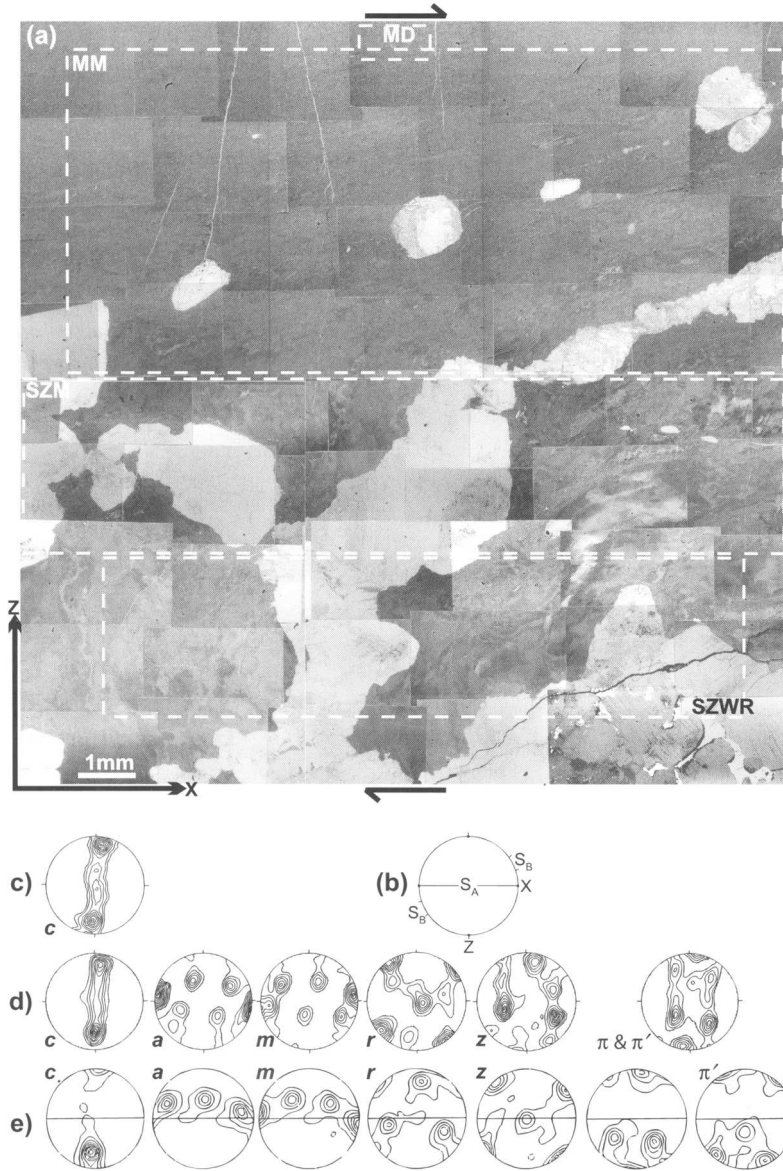 (a)
MD
MM
SZM
Z
SZWR
1mm
X
c)
c
(b)
S_B
S_A
X
S_B
Z
d)
c
a
m
r
z
π & π′
e)
c
a
m
r
z
π′